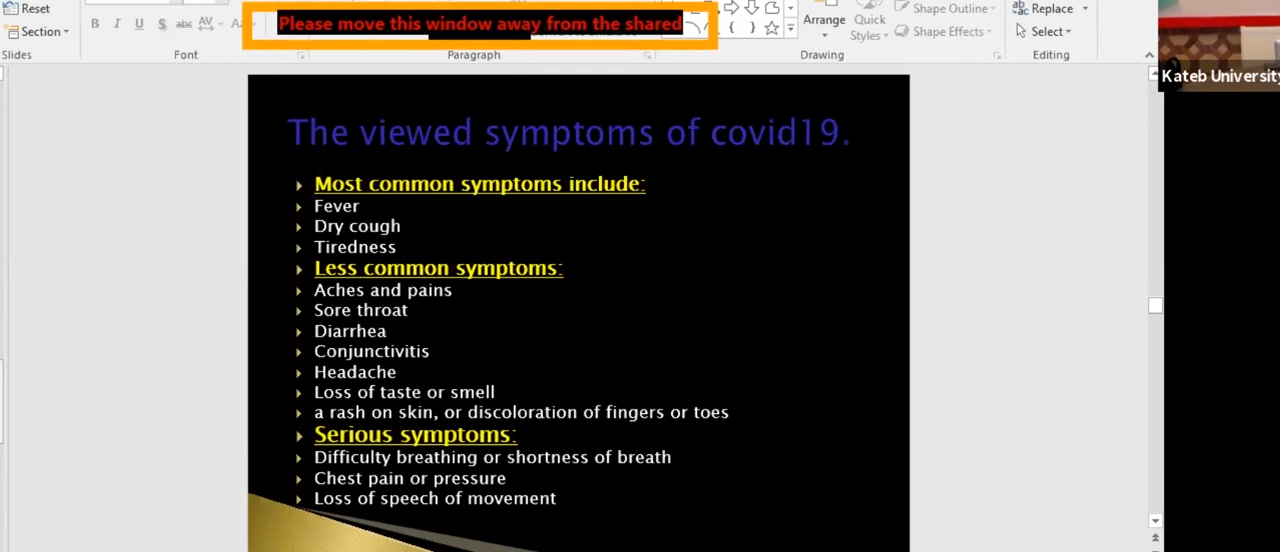 Reset
Section
Slides
B I U S abc AV Aa
Font
Please move this window away from the shared
Paragraph
Arrange
Quick
Styles
Shape Outline
Shape Effects
Drawing
Replace
Select
Editing
Kateb University
The viewed symptoms of covid19.
Most common symptoms include:
Fever
Dry cough
Tiredness
Less common symptoms:
Aches and pains
Sore throat
Diarrhea
Conjunctivitis
Headache
Loss of taste or smell
a rash on skin, or discoloration of fingers or toes
Serious symptoms:
Difficulty breathing or shortness of breath
Chest pain or pressure
Loss of speech of movement